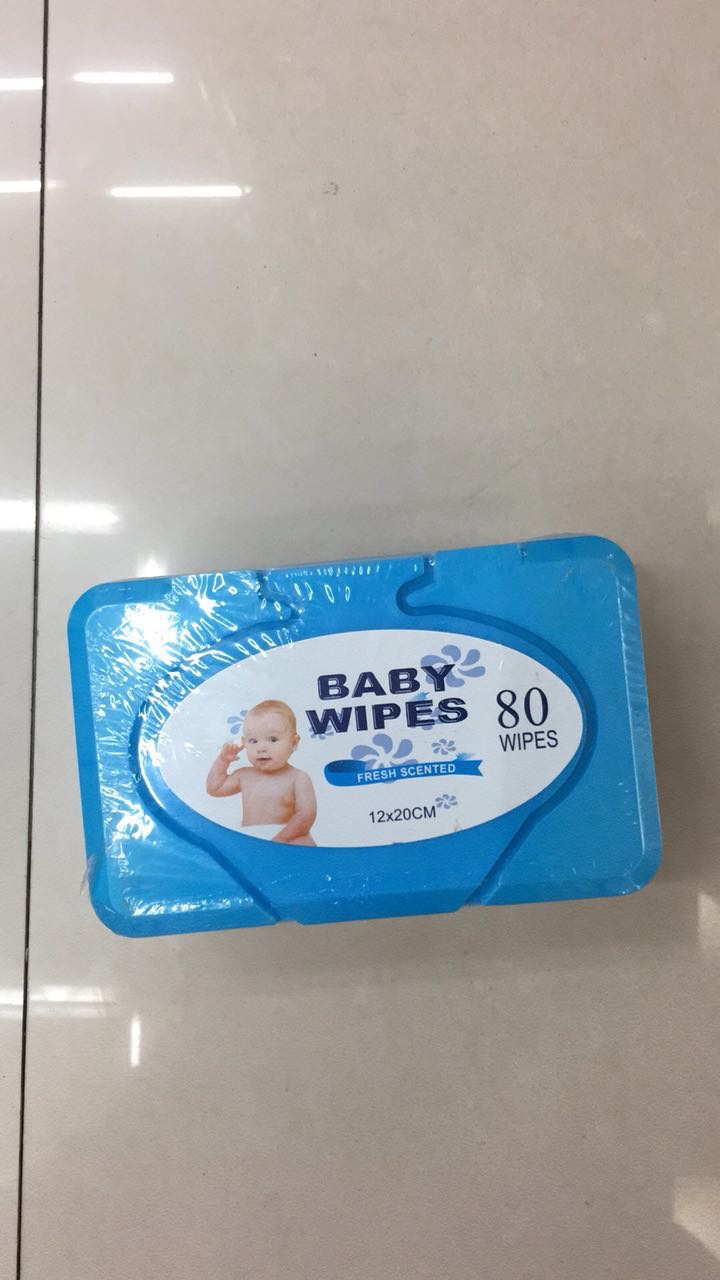 BABY
WIPES
80
WIPES
FRESH SCENTED
12x20CM